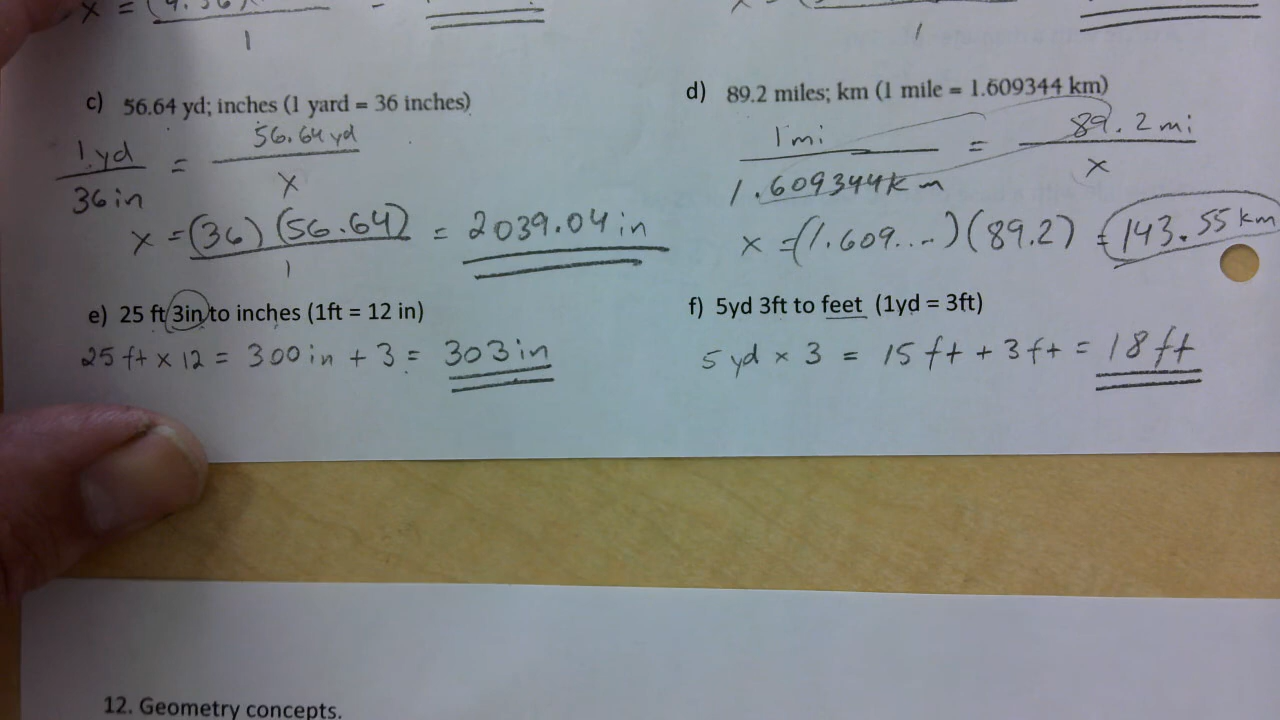 x =
1
1
c) 56.64 yd; inches (1 yard = 36 inches)
1 yd = 56.64 yd
36 in x
x = (36) (56.64) = 2039.04 in
1
d) 89.2 miles; km (1 mile = 1.609344 km)
1 mi = 89.2 mi
1.609344 km x
x = (1.609...)(89.2) = 143.55 km
e) 25 ft 3in to inches (1ft = 12 in)
25 ft x 12 = 300 in + 3 = 303 in
f) 5yd 3ft to feet (1yd = 3ft)
5 yd x 3 = 15 ft + 3 ft = 18 ft
12. Geometry concepts.